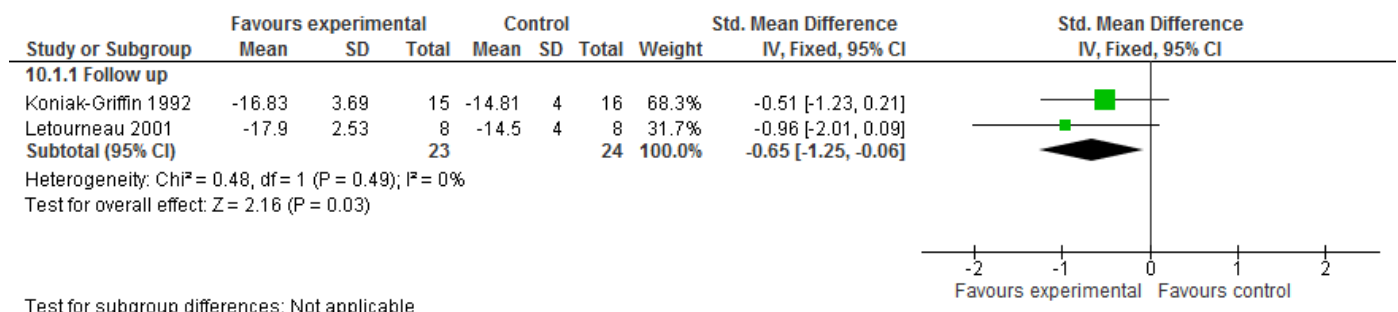 Favours experimental Control Std. Mean Difference Std. Mean Difference
Study or Subgroup Mean SD Total Mean SD Total Weight IV, Fixed, 95% CI IV, Fixed, 95% CI
10.1.1 Follow up
Koniak-Griffin 1992 -16.83 3.69 15 -14.81 4 16 68.3% -0.51 [-1.23, 0.21]
Letourneau 2001 -17.9 2.53 8 -14.5 4 8 31.7% -0.96 [-2.01, 0.09]
Subtotal (95% CI) 23 24 100.0% -0.65 [-1.25, -0.06]
Heterogeneity: Chi² = 0.48, df = 1 (P = 0.49); I² = 0%
Test for overall effect: Z = 2.16 (P = 0.03)
-2 -1 0 1 2
Favours experimental Favours control
Test for subgroup differences: Not applicable